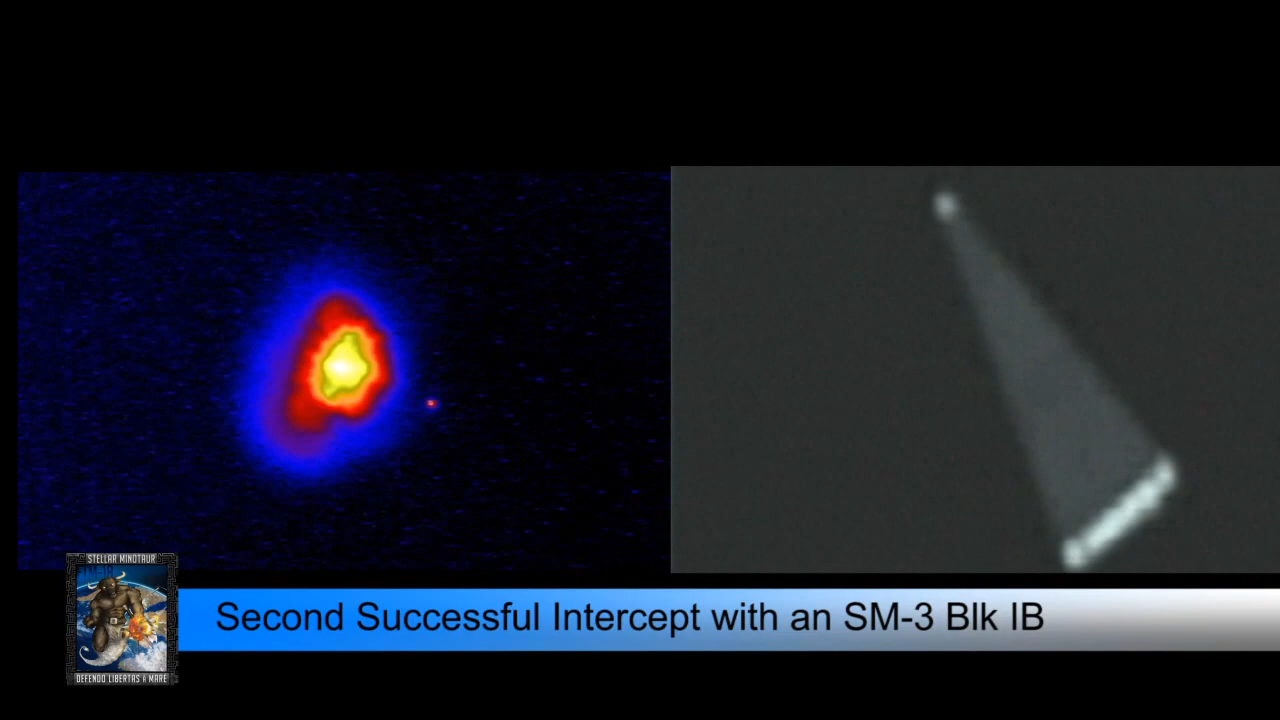 STELLAR MINOTAUR
Second Successful Intercept with an SM-3 Blk IB
DEFENDO LIBERTAS A MARE